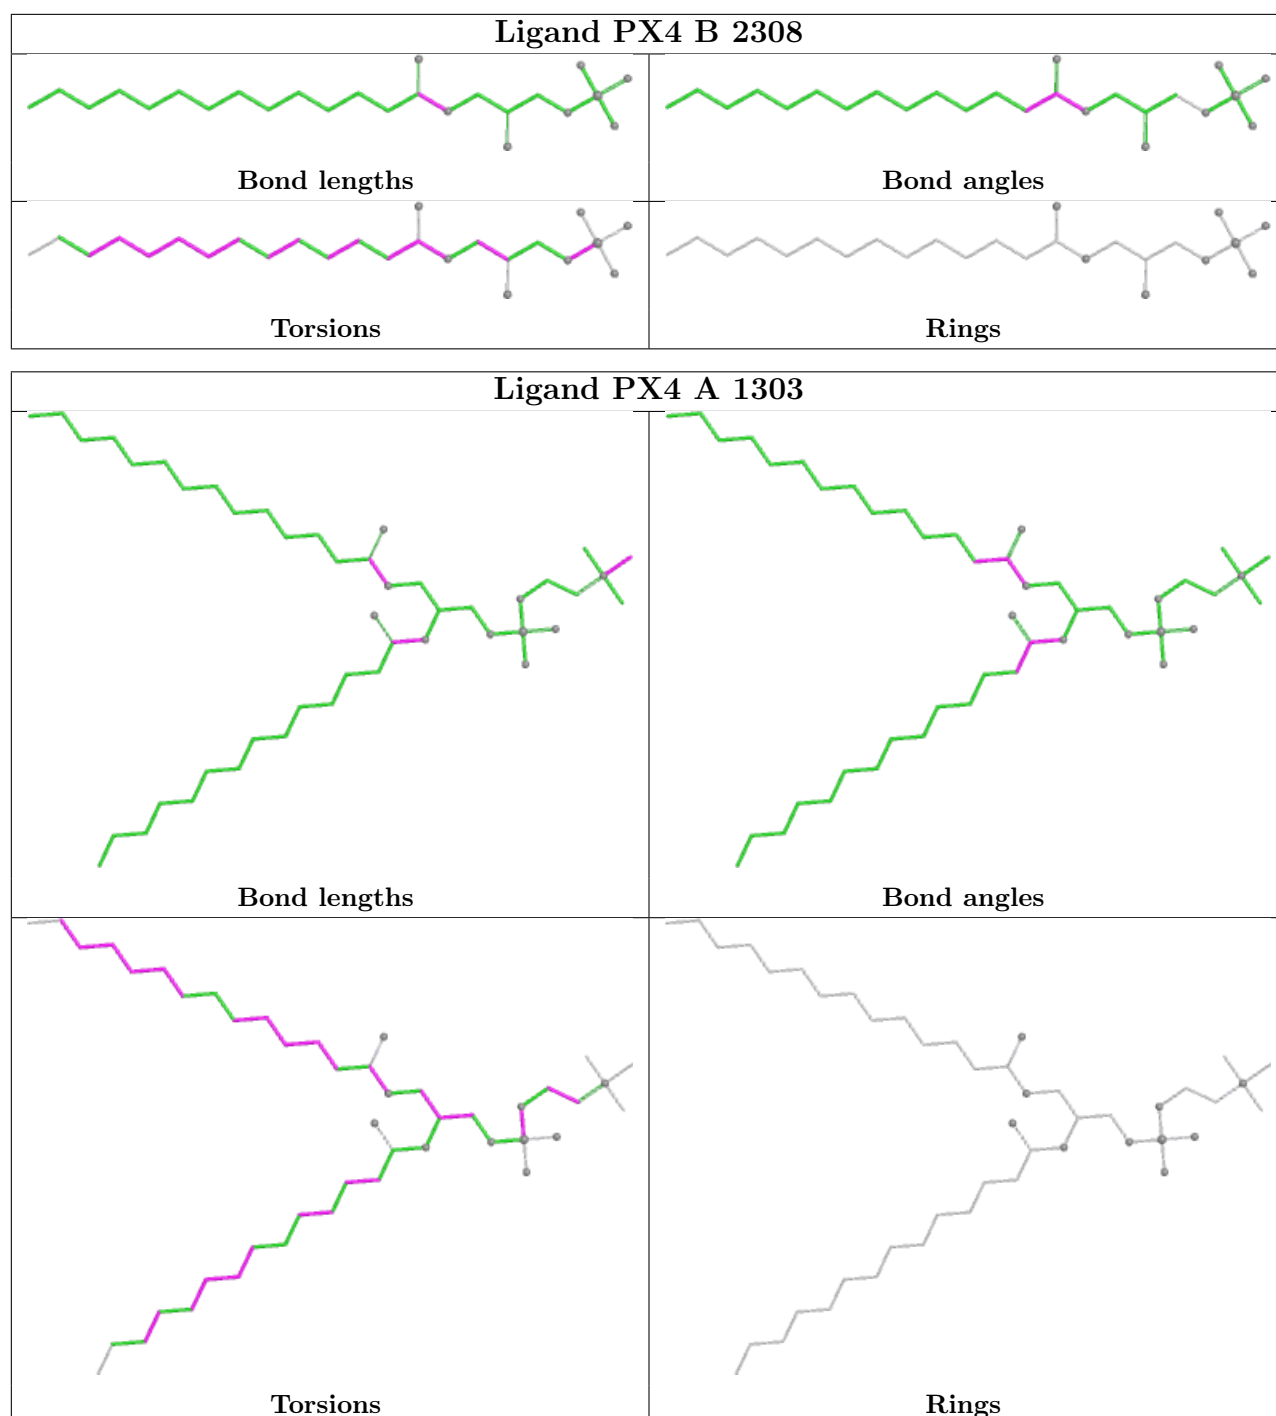 Ligand PX4 B 2308
Bond lengths
Bond angles
Torsions
Rings
Ligand PX4 A 1303
Bond lengths
Bond angles
Torsions
Rings